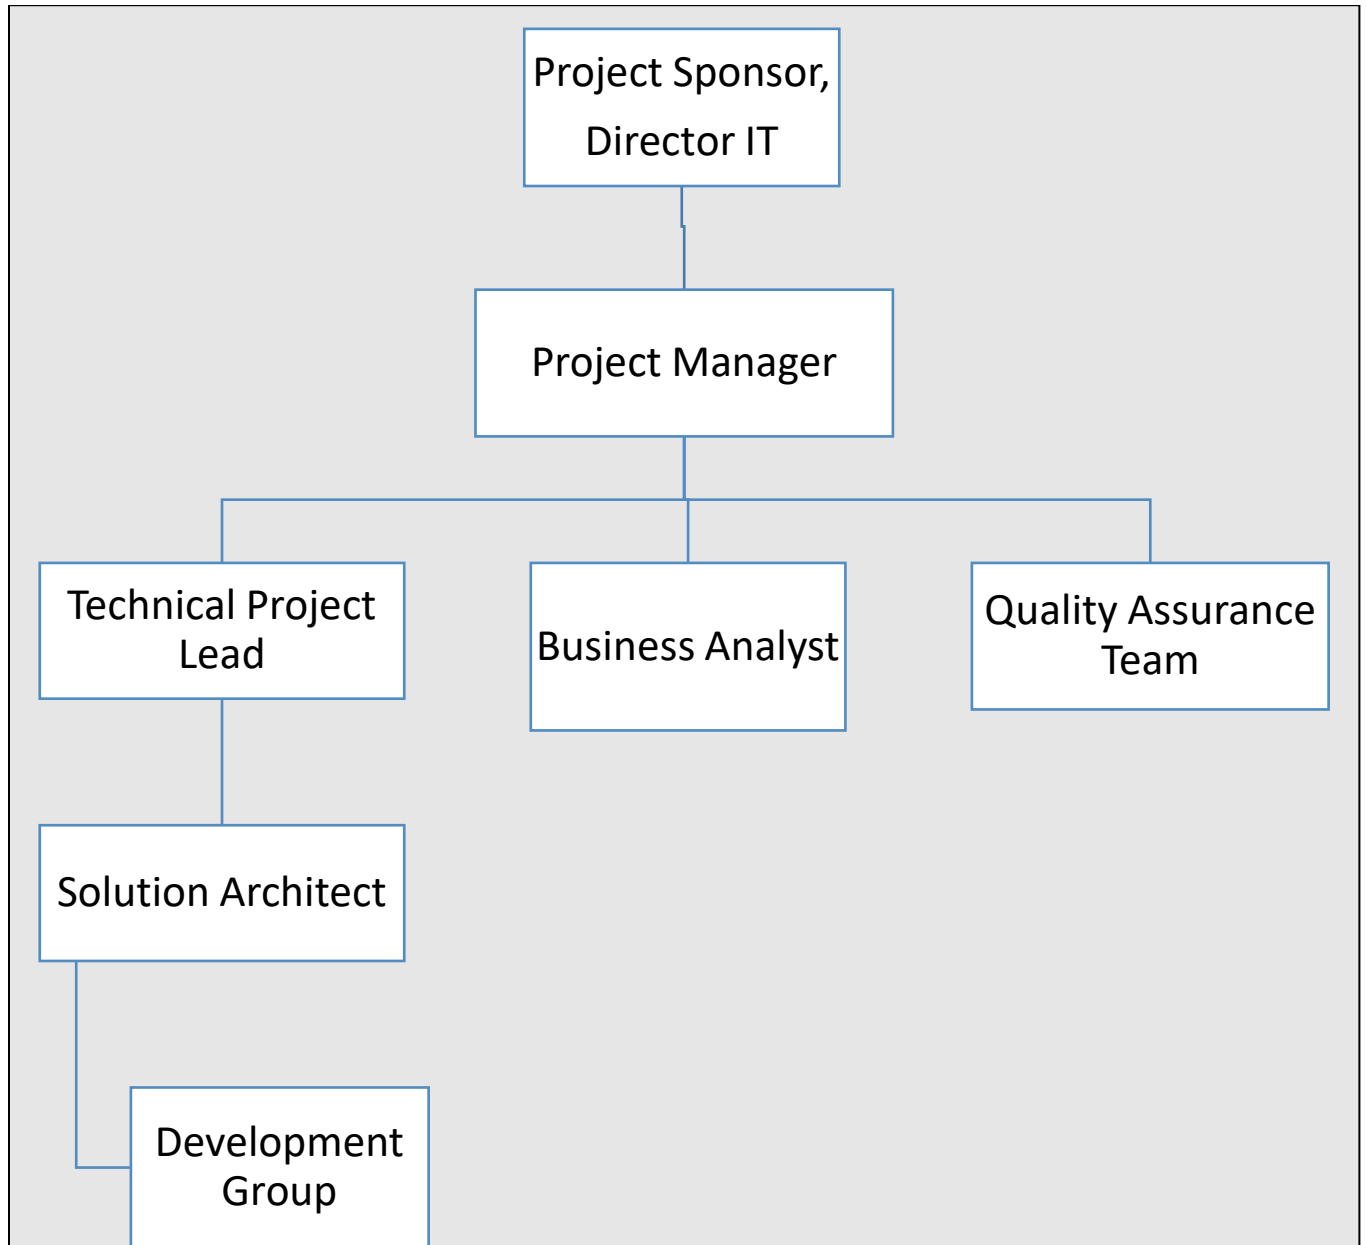 Project Sponsor,
Director IT
Project Manager
Technical Project
Lead
Business Analyst
Quality Assurance
Team
Solution Architect
Development
Group